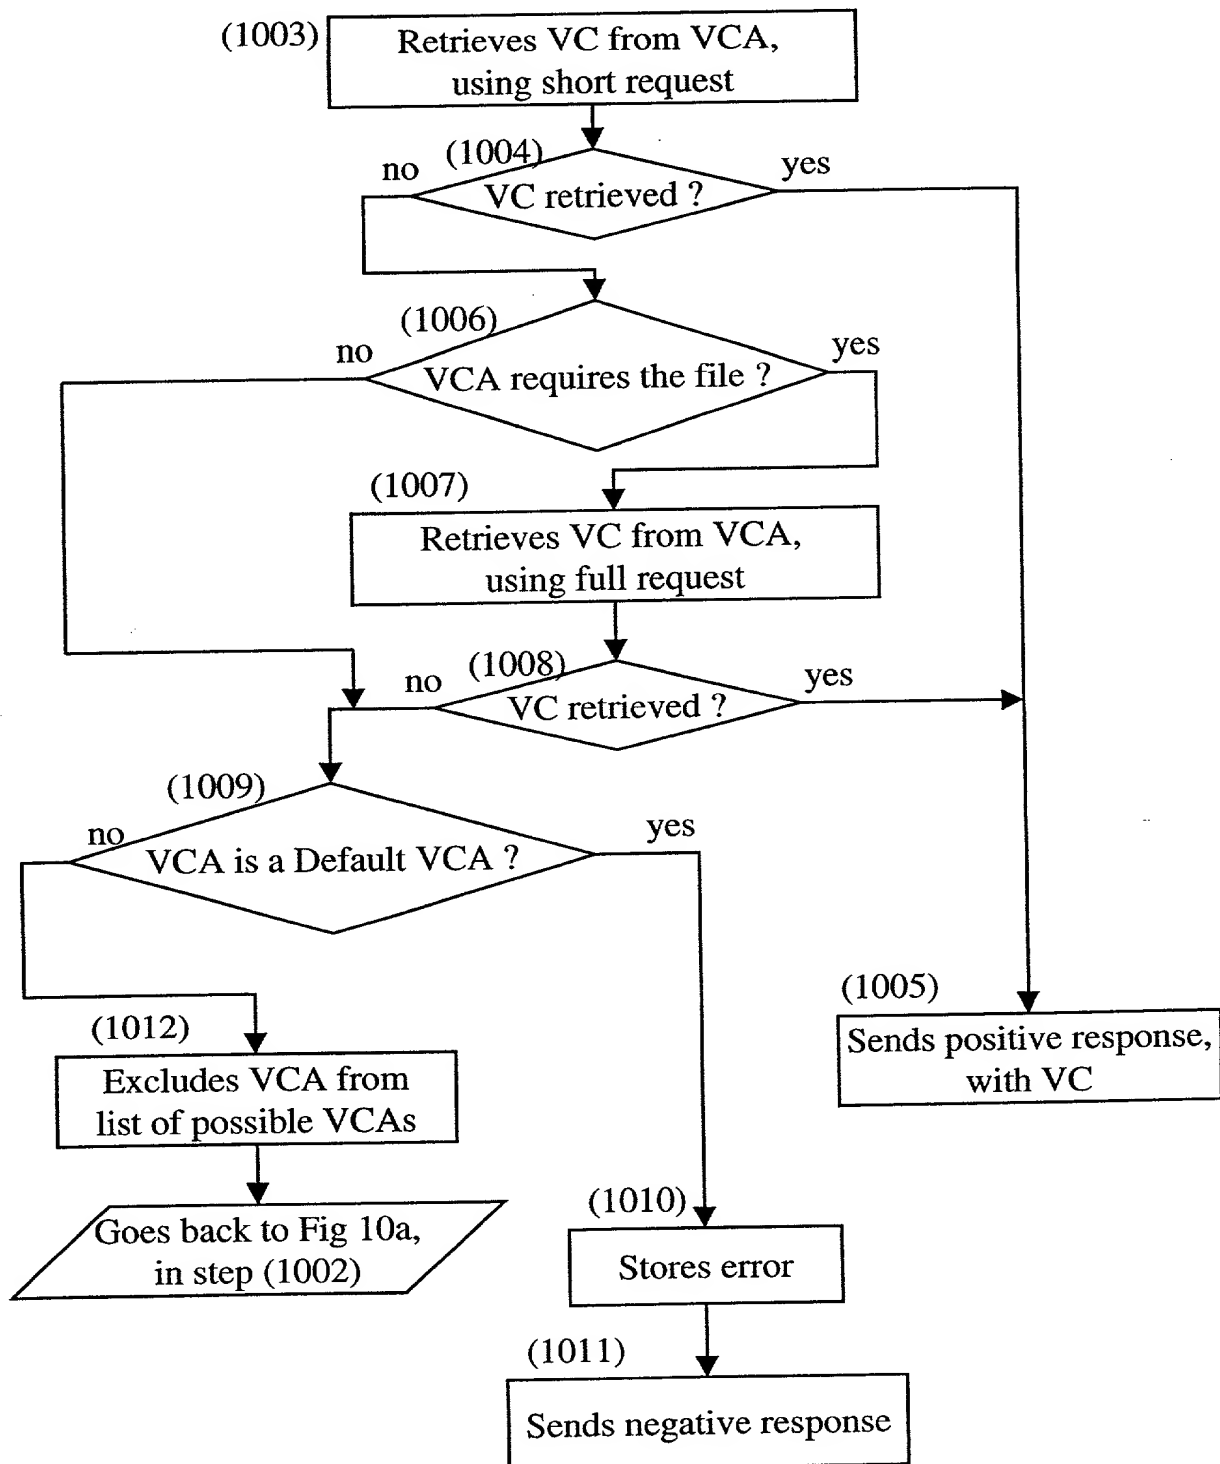 (1003)
Retrieves VC from VCA,
using short request
(1004)
no
yes
VC retrieved ?
(1006)
no
yes
VCA requires the file ?
(1007)
Retrieves VC from VCA,
using full request
(1008)
no
yes
VC retrieved ?
(1009)
no
yes
VCA is a Default VCA ?
(1005)
Sends positive response,
with VC
(1012)
Excludes VCA from
list of possible VCAs
Goes back to Fig 10a,
in step (1002)
(1010)
Stores error
(1011)
Sends negative response